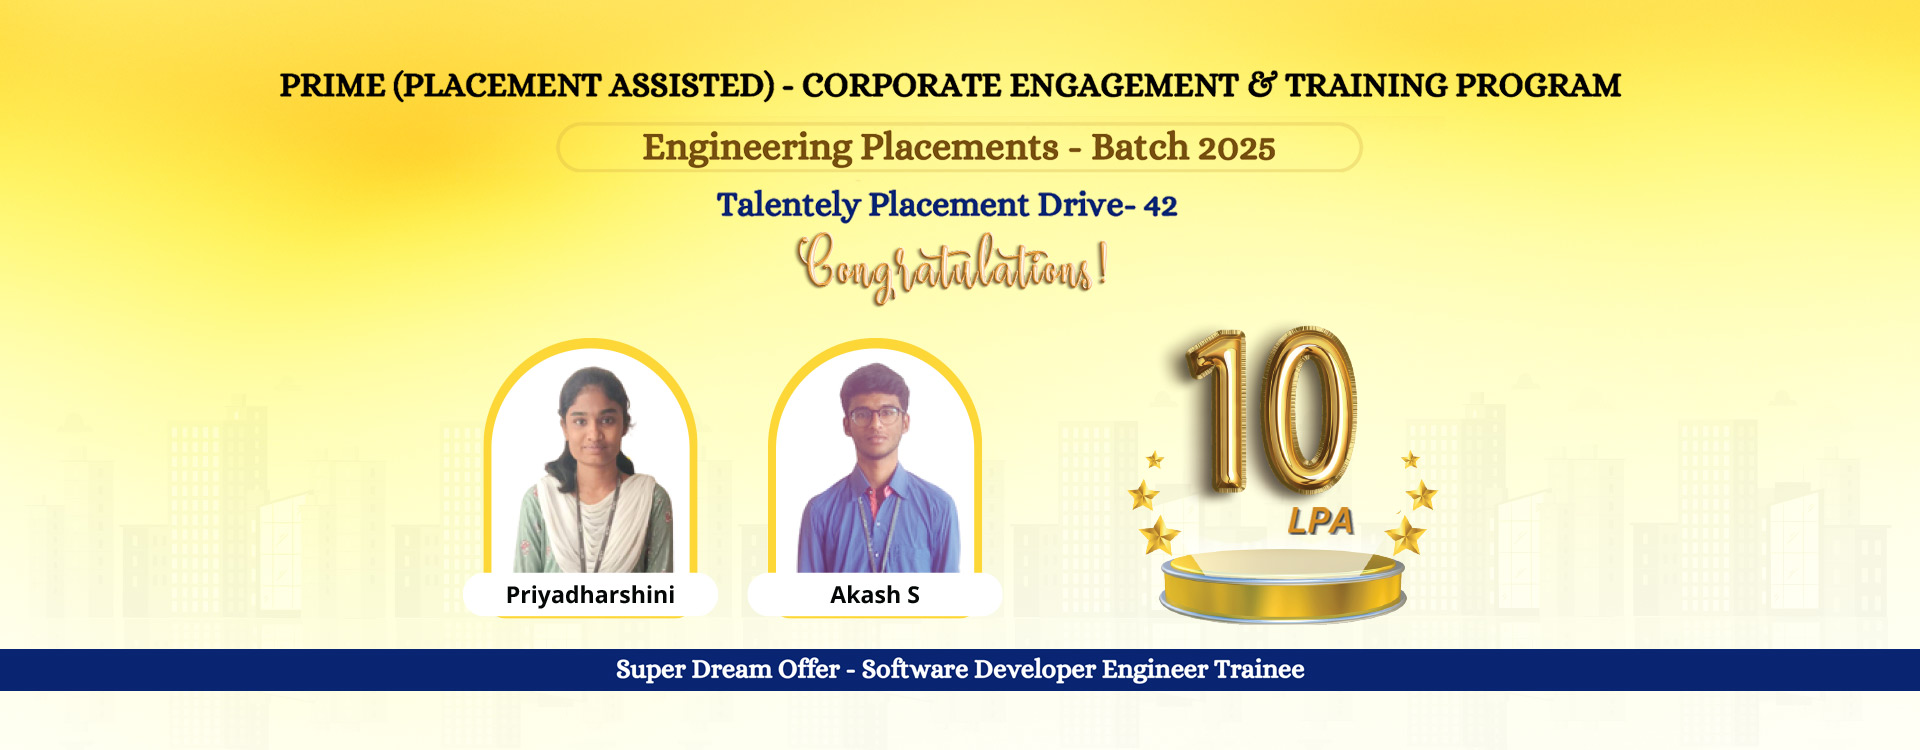 PRIME (PLACEMENT ASSISTED) - CORPORATE ENGAGEMENT & TRAINING PROGRAM
Engineering Placements - Batch 2025
Talentely Placement Drive- 42
Congratulations!
10
LPA
Priyadharshini
Akash S
Super Dream Offer - Software Developer Engineer Trainee